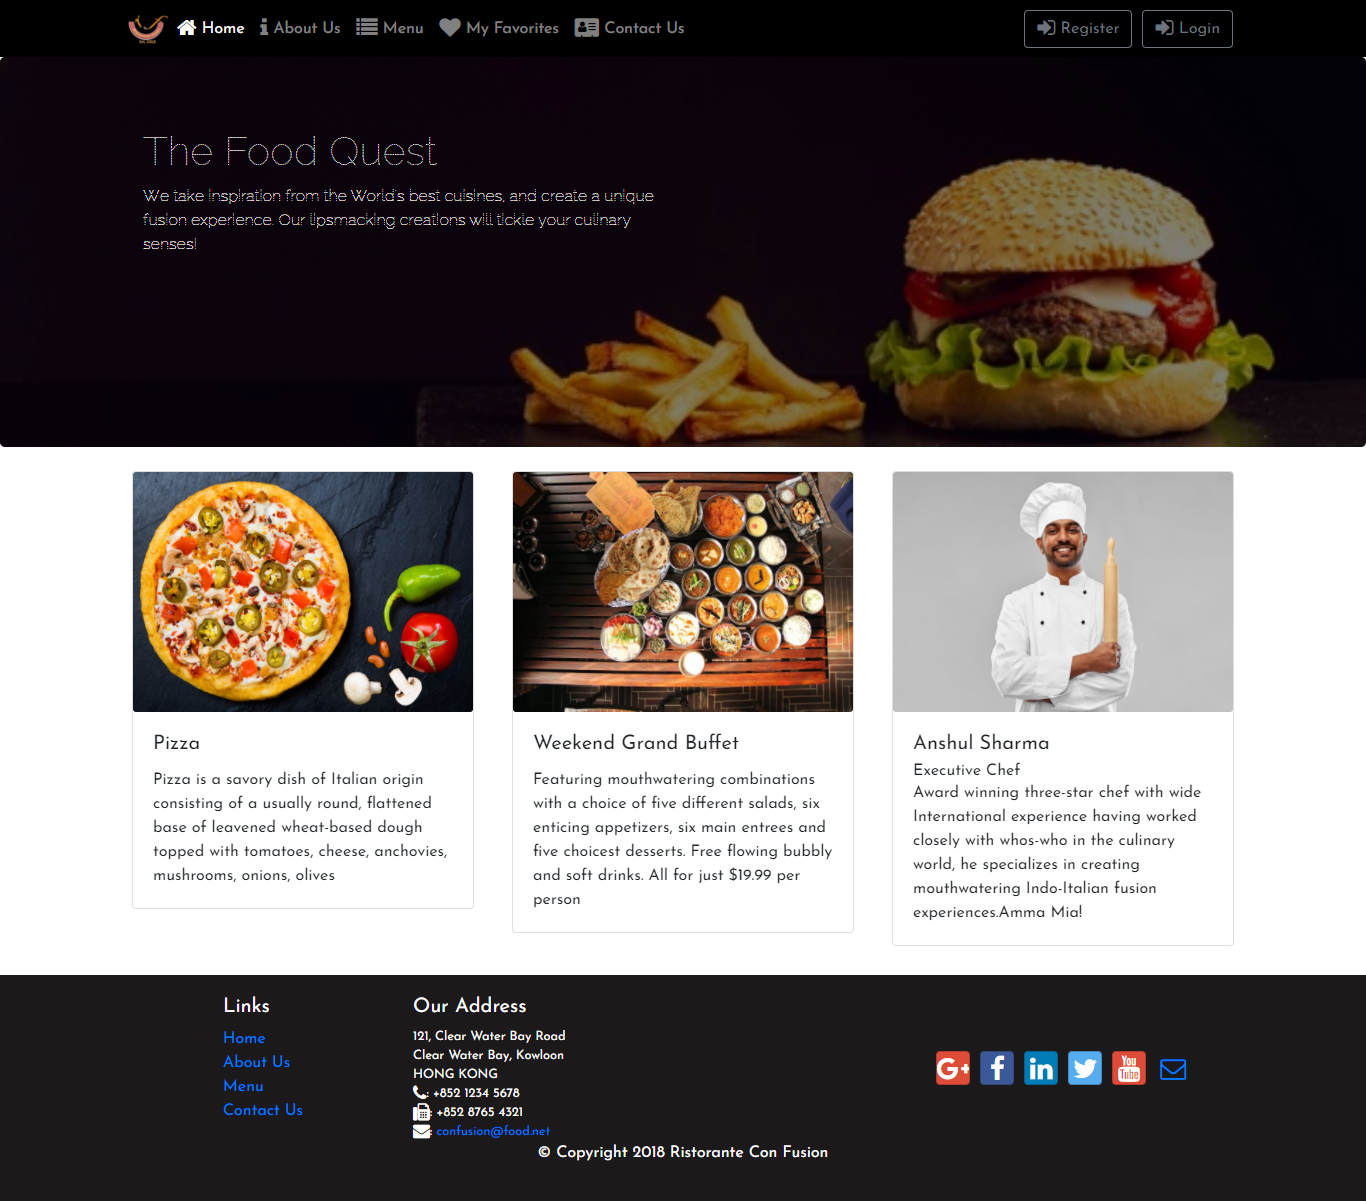 Home
About Us
Menu
My Favorites
Contact Us
Register
Login
The Food Quest
We take inspiration from the World's best cuisines, and create a unique
fusion experience. Our lipsmacking creations will tickle your culinary
senses!
Pizza
Pizza is a savory dish of Italian origin
consisting of a usually round, flattened
base of leavened wheat-based dough
topped with tomatoes, cheese, anchovies,
mushrooms, onions, olives
Weekend Grand Buffet
Featuring mouthwatering combinations
with a choice of five different salads, six
enticing appetizers, six main entrees and
five choicest desserts. Free flowing bubbly
and soft drinks. All for just $19.99 per
person
Anshul Sharma
Executive Chef
Award winning three-star chef with wide
International experience having worked
closely with whos-who in the culinary
world, he specializes in creating
mouthwatering Indo-Italian fusion
experiences.Amma Mia!
Links
Home
About Us
Menu
Contact Us
Our Address
121, Clear Water Bay Road
Clear Water Bay, Kowloon
HONG KONG
: +852 1234 5678
: +852 8765 4321
: confusion@food.net
G+
f
in
You
Tube
© Copyright 2018 Ristorante Con Fusion